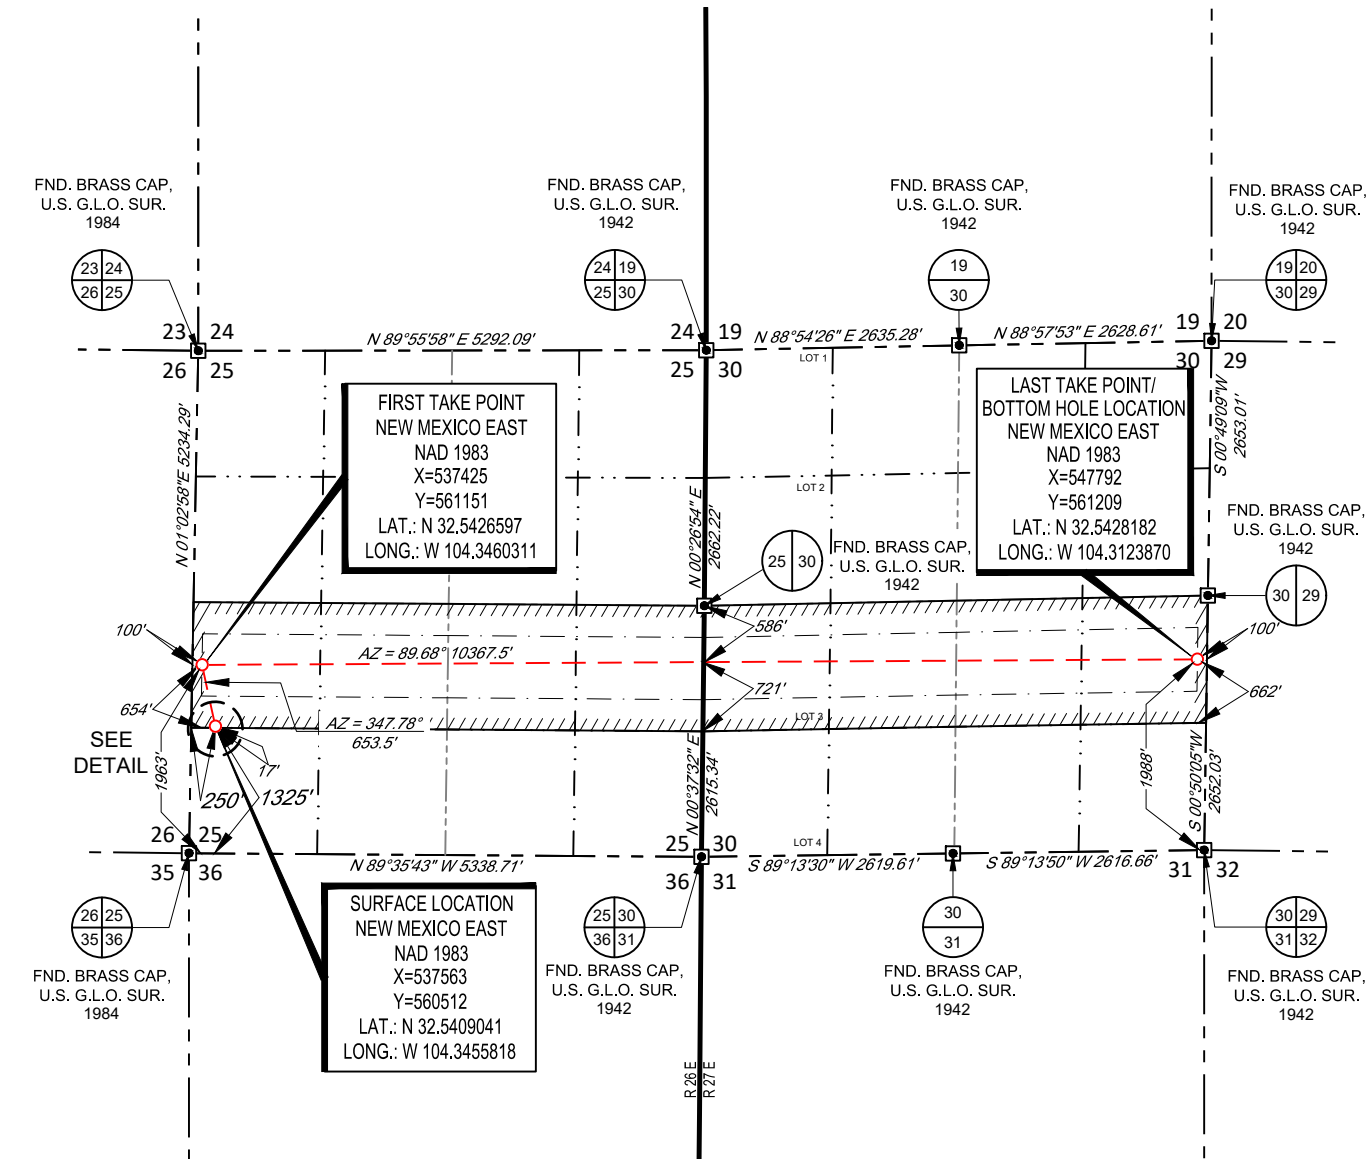 FND. BRASS CAP,
U.S. G.L.O. SUR.
1984
FND. BRASS CAP,
U.S. G.L.O. SUR.
1942
FND. BRASS CAP,
U.S. G.L.O. SUR.
1942
FND. BRASS CAP,
U.S. G.L.O. SUR.
1942
23 24
26 25
24 19
25 30
19
30
19 20
30 29
23 24
26 25
N 89°55'58" E 5292.09'
24 19
25 30
N 88°54'26" E 2635.28'
LOT 1
N 88°57'53" E 2628.61'
19 20
30 29
N 01°02'58"E 5234.29'
FIRST TAKE POINT
NEW MEXICO EAST
NAD 1983
X=537425
Y=561151
LAT.: N 32.5426597
LONG.: W 104.3460311
LAST TAKE POINT/
BOTTOM HOLE LOCATION
NEW MEXICO EAST
NAD 1983
X=547792
Y=561209
LAT.: N 32.5428182
LONG.: W 104.3123870
S 00°49'09"W
2653.01'
LOT 2
N 00°26'54" E
2662.22'
25 30
FND. BRASS CAP,
U.S. G.L.O. SUR.
1942
FND. BRASS CAP,
U.S. G.L.O. SUR.
1942
30 29
100'
AZ = 89.68° 10367.5'
586'
100'
654'
AZ = 347.78°
653.5'
721'
LOT 3
662'
SEE
DETAIL
1963'
17'
250'
1325'
N 00°37'32" E
2615.34'
1988'
S 00°50'05"W
2652.03'
26 25
35 36
N 89°35'43" W 5338.71'
25 30
36 31
LOT 4
S 89°13'30" W 2619.61'
S 89°13'50" W 2616.66'
31 32
SURFACE LOCATION
NEW MEXICO EAST
NAD 1983
X=537563
Y=560512
LAT.: N 32.5409041
LONG.: W 104.3455818
26 25
35 36
FND. BRASS CAP,
U.S. G.L.O. SUR.
1984
25 30
36 31
FND. BRASS CAP,
U.S. G.L.O. SUR.
1942
30
31
FND. BRASS CAP,
U.S. G.L.O. SUR.
1942
30 29
31 32
FND. BRASS CAP,
U.S. G.L.O. SUR.
1942
R 26 E
R 27 E